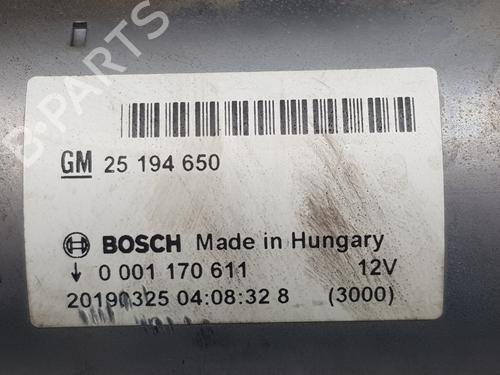 B-PARTS
GM 25 194 650
BOSCH Made in Hungary
0 001 170 611 12V
20190325 04:08:32 8 (3000)